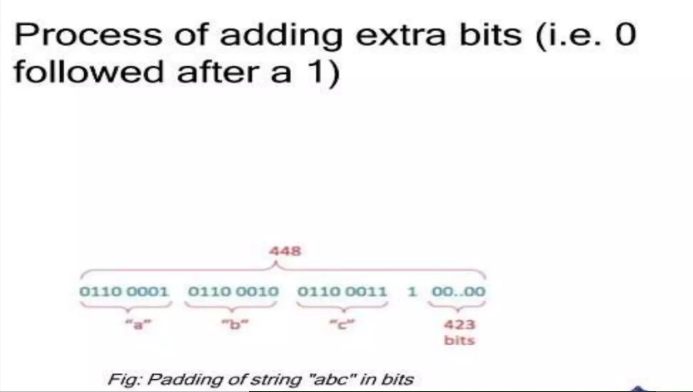 Process of adding extra bits (i.e. 0
followed after a 1)
448
0110 0001 0110 0010 0110 0011 1 00..00
"a" "b" "c" 423
bits
Fig: Padding of string "abc" in bits